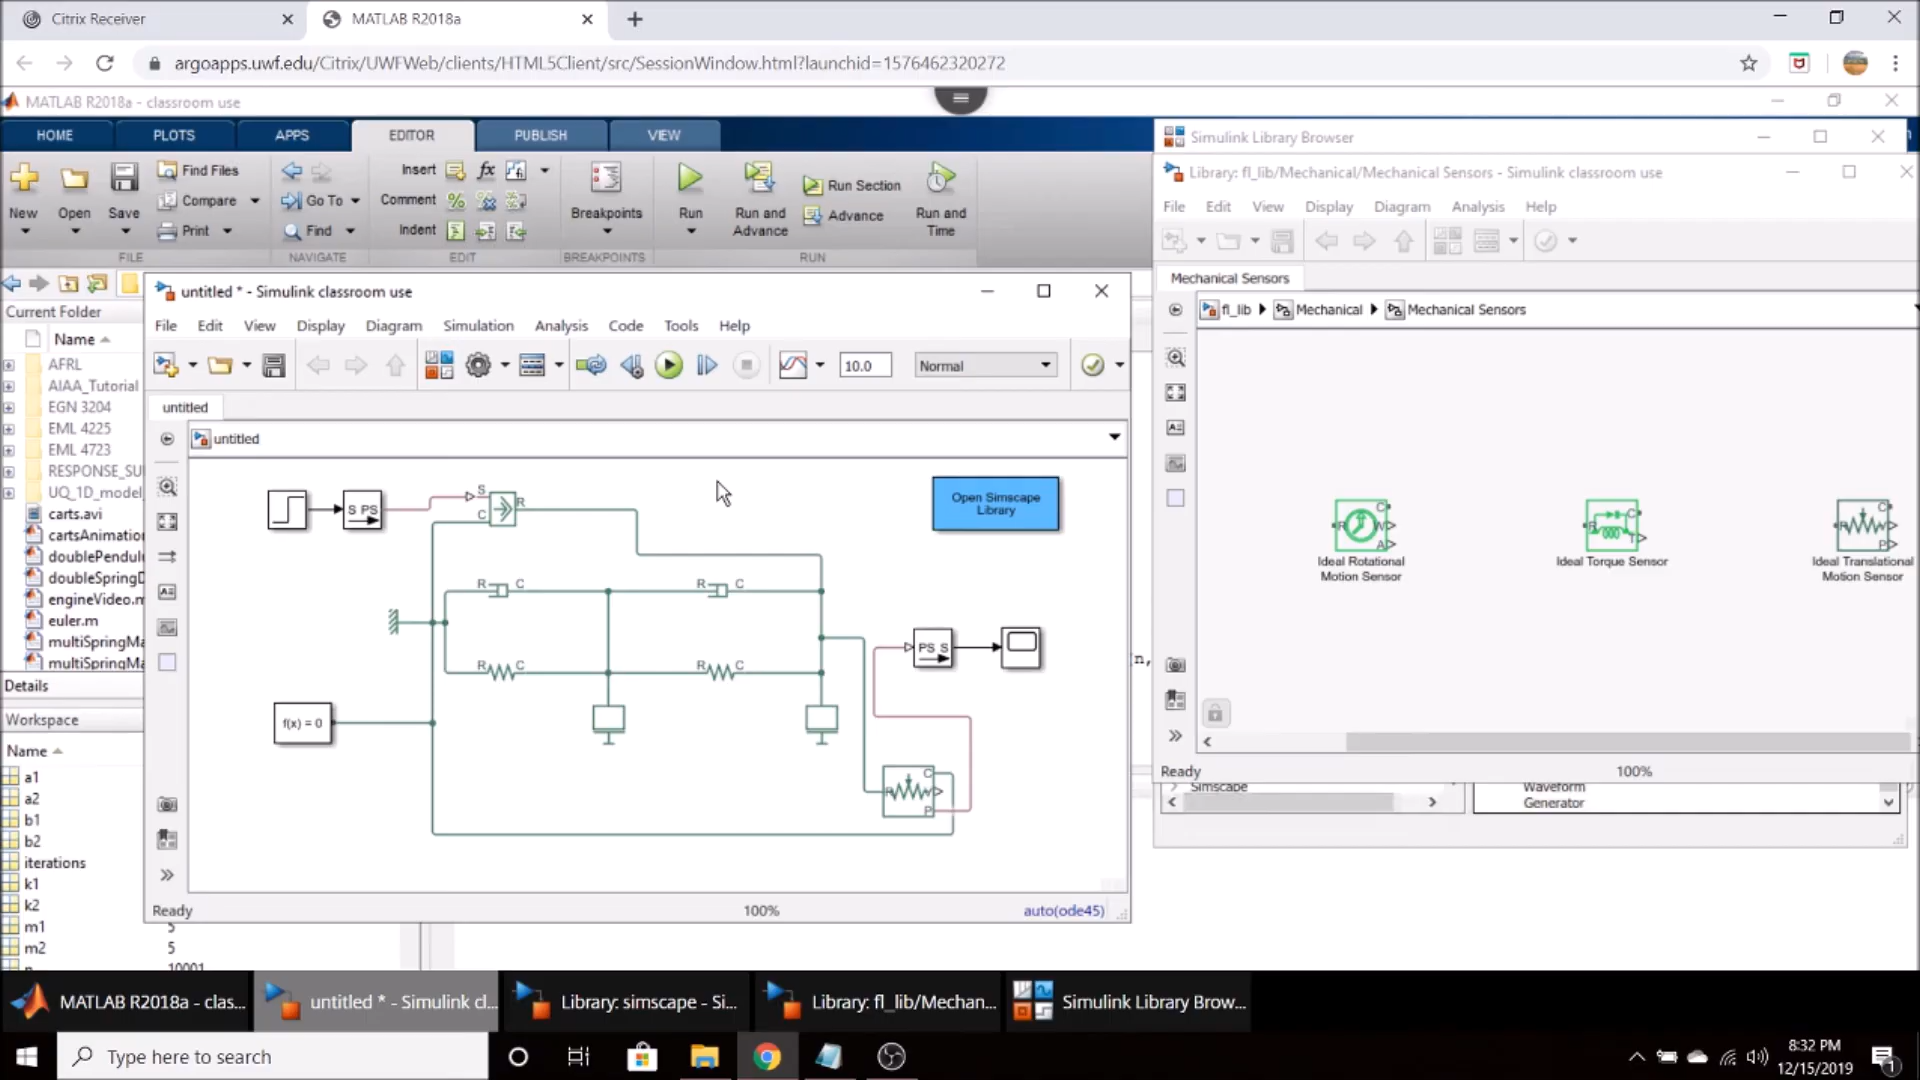 Citrix Receiver
MATLAB R2018a
argoapps.uwf.edu/Citrix/UWFWeb/clients/HTML5Client/src/SessionWindow.html?launchid=1576462320272
MATLAB R2018a - classroom use
HOME PLOTS APPS EDITOR PUBLISH VIEW
New Open Save
Find Files
Compare
Print
FILE
Go To
Find
NAVIGATE
Insert fx
Comment
Indent
EDIT
Breakpoints
BREAKPOINTS
Run
Run and
Advance
Run Section
Advance
Run and
Time
RUN
Current Folder
Name
AFRL
AIAA_Tutorial
EGN 3204
EML 4225
EML 4723
RESPONSE_SU
UQ_1D_model_
carts.avi
cartsAnimatio
doublePendul
doubleSpringD
engineVideo.m
euler.m
multiSpringMa
multiSpringMa
Details
Workspace
Name
a1
a2
b1
b2
iterations
k1
k2
m1 5
m2 5
n 10001
untitled * - Simulink classroom use
File Edit View Display Diagram Simulation Analysis Code Tools Help
10.0
Normal
untitled
untitled
S PS
S
C
R
Open Simscape
Library
R C
R C
R C
R C
f(x) = 0
PS S
R
C
P
Ready
100%
auto(ode45)
Simulink Library Browser
Library: fl_lib/Mechanical/Mechanical Sensors - Simulink classroom use
File Edit View Display Diagram Analysis Help
Mechanical Sensors
fl_lib Mechanical Mechanical Sensors
R
C
W
A
Ideal Rotational
Motion Sensor
R
C
T
Ideal Torque Sensor
R
C
P
Ideal Translational
Motion Sensor
Ready
100%
Simscape
Waveform
Generator
MATLAB R2018a - clas...
untitled * - Simulink cl...
Library: simscape - Si...
Library: fl_lib/Mechan...
Simulink Library Brow...
Type here to search
8:32 PM
12/15/2019
1